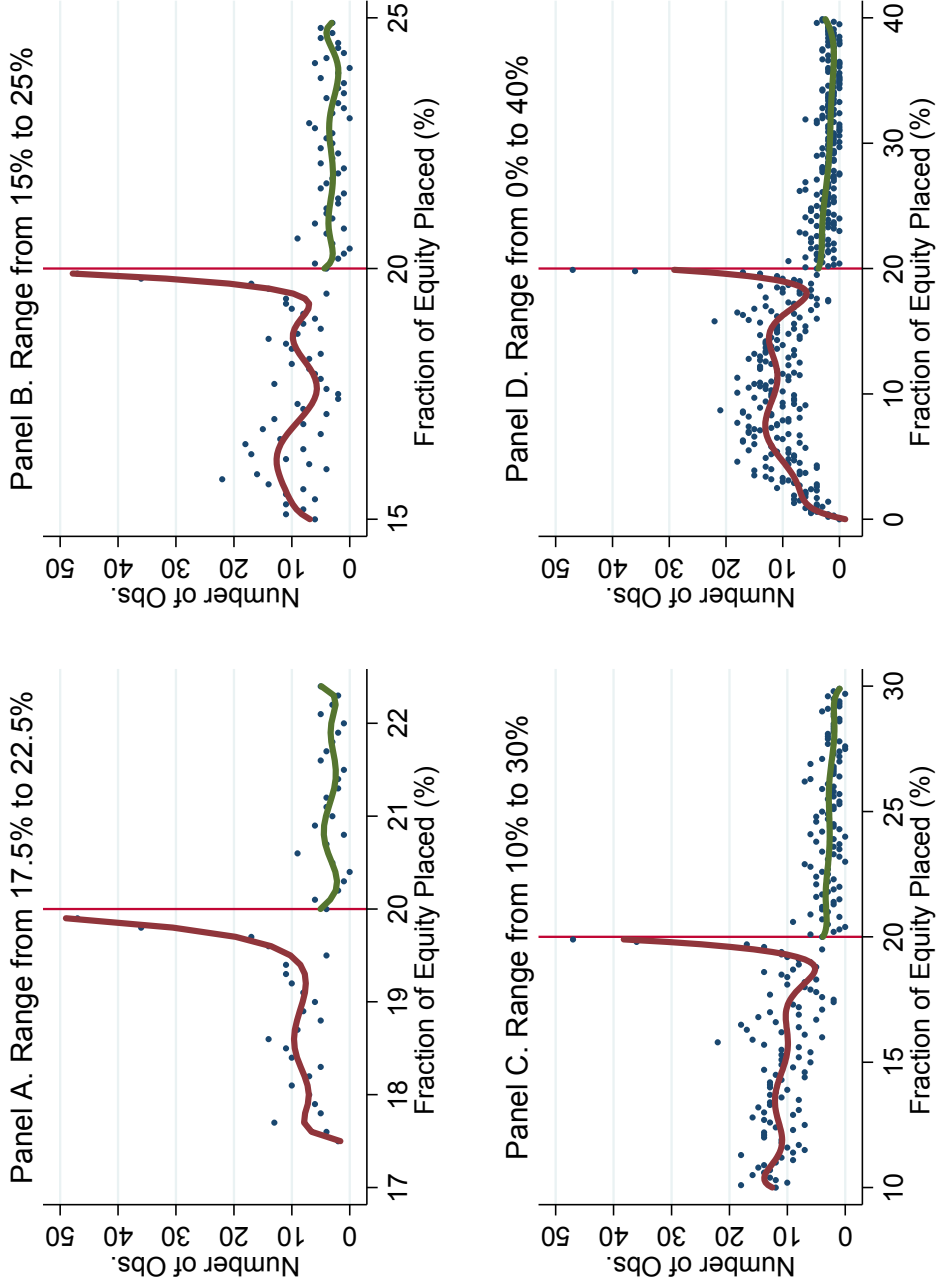 Panel A. Range from 17.5% to 22.5%
Number of Obs.
0 10 20 30 40 50
17 18 19 20 21 22
Fraction of Equity Placed (%)
Panel B. Range from 15% to 25%
Number of Obs.
0 10 20 30 40 50
15 20 25
Fraction of Equity Placed (%)
Panel C. Range from 10% to 30%
Number of Obs.
0 10 20 30 40 50
10 15 20 25 30
Fraction of Equity Placed (%)
Panel D. Range from 0% to 40%
Number of Obs.
0 10 20 30 40 50
0 10 20 30 40
Fraction of Equity Placed (%)